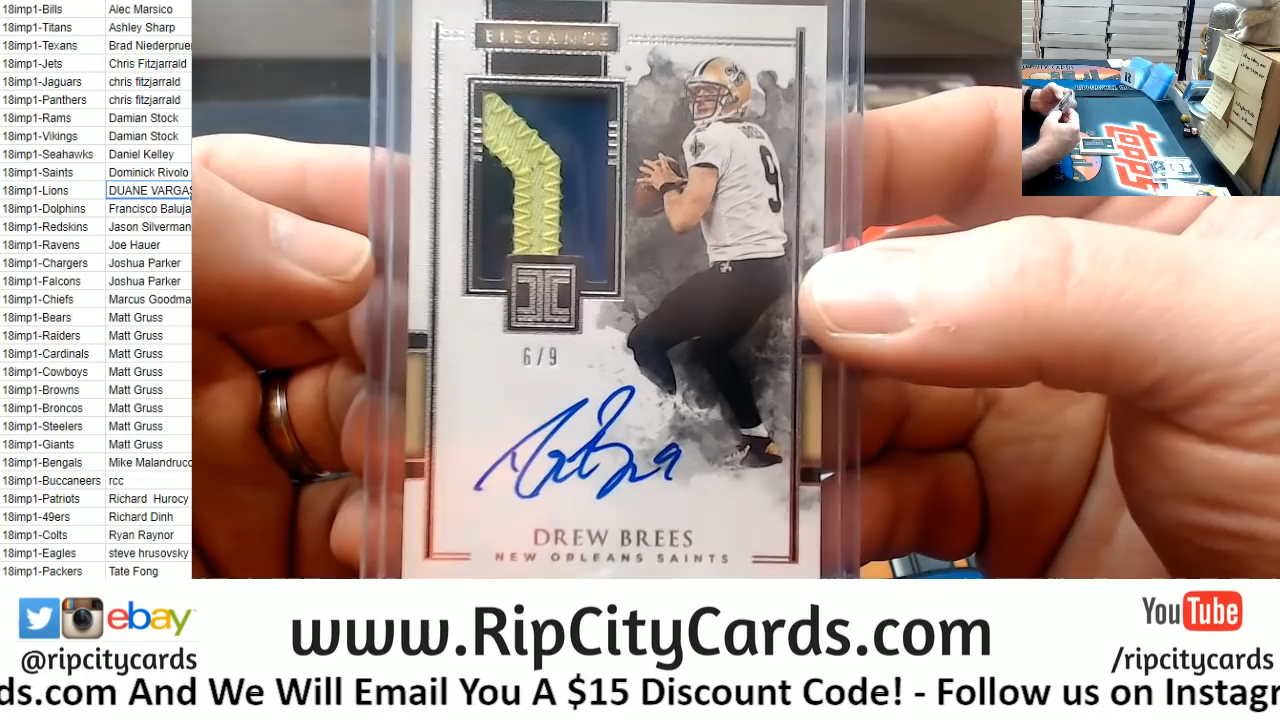 18imp1-Bills Alec Marsico
18imp1-Titans Ashley Sharp
18imp1-Texans Brad Niederprue
18imp1-Jets Chris Fitzjarrald
18imp1-Jaguars chris fitzjarrald
18imp1-Panthers chris fitzjarrald
18imp1-Rams Damian Stock
18imp1-Vikings Damian Stock
18imp1-Seahawks Daniel Kelley
18imp1-Saints Dominick Rivolo
18imp1-Lions DUANE VARGAS
18imp1-Dolphins Francisco Baluja
18imp1-Redskins Jason Silverman
18imp1-Ravens Joe Hauer
18imp1-Chargers Joshua Parker
18imp1-Falcons Joshua Parker
18imp1-Chiefs Marcus Goodma
18imp1-Bears Matt Gruss
18imp1-Raiders Matt Gruss
18imp1-Cardinals Matt Gruss
18imp1-Cowboys Matt Gruss
18imp1-Browns Matt Gruss
18imp1-Broncos Matt Gruss
18imp1-Steelers Matt Gruss
18imp1-Giants Matt Gruss
18imp1-Bengals Mike Malandrucc
18imp1-Buccaneers rcc
18imp1-Patriots Richard Hurocy
18imp1-49ers Richard Dinh
18imp1-Colts Ryan Raynor
18imp1-Eagles steve hrusovsky
18imp1-Packers Tate Fong
ELEGANCE
9
6/9
DREW BREES
NEW ORLEANS SAINTS
topps
ebay
@ripcitycards
www.RipCityCards.com
YouTube
/ripcitycards
ds.com And We Will Email You A $15 Discount Code! - Follow us on Instagr